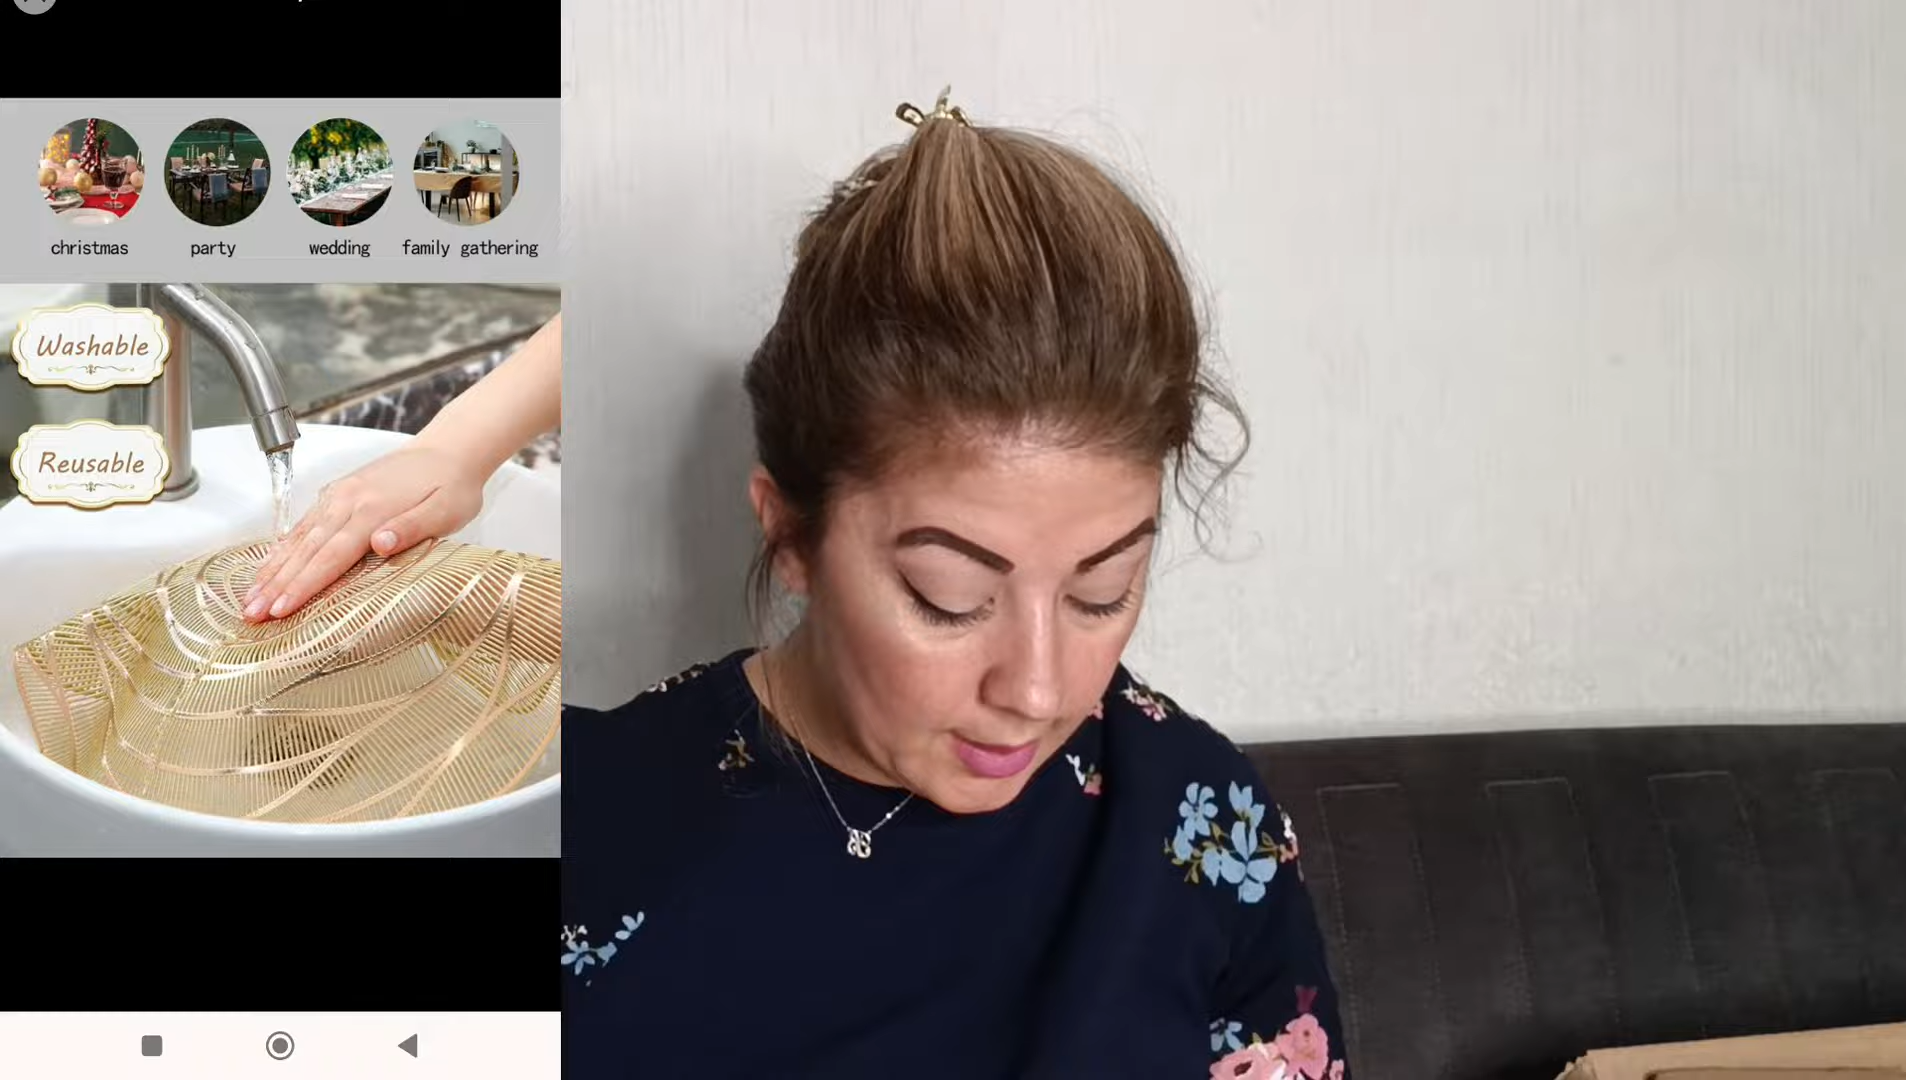 christmas
party
wedding
family gathering
Washable
Reusable